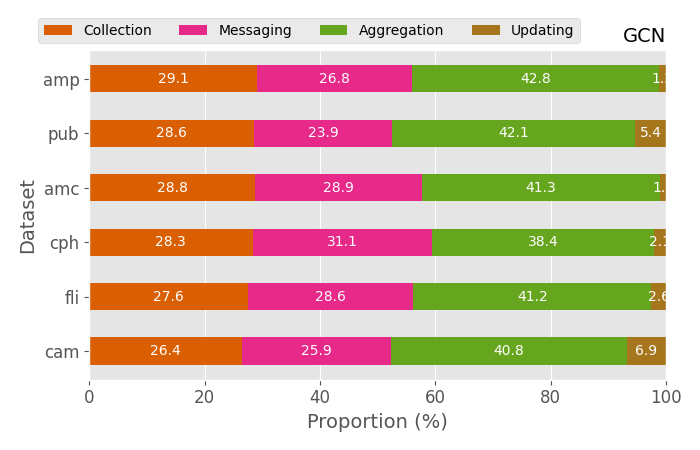 Collection Messaging Aggregation Updating GCN
amp 29.1 26.8 42.8
pub 28.6 23.9 42.1 5.4
amc 28.8 28.9 41.3
cph 28.3 31.1 38.4
fli 27.6 28.6 41.2 2.6
cam 26.4 25.9 40.8 6.9
Dataset
0 20 40 60 80 100
Proportion (%)